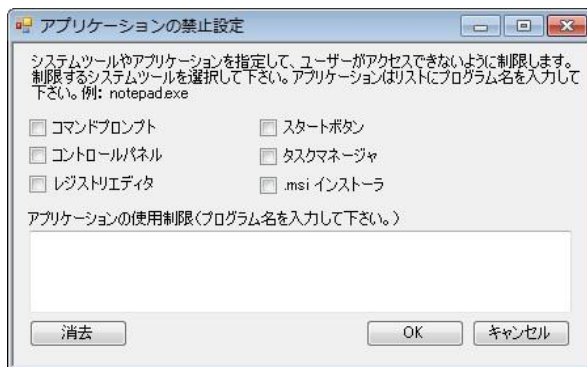 アプリケーションの禁止設定
システムツールやアプリケーションを指定して、ユーザーがアクセスできないように制限します。
制限するシステムツールを選択して下さい。アプリケーションはリストにプログラム名を入力して
下さい。例: notepad.exe
コマンドプロンプト
スタートボタン
コントロールパネル
タスクマネージャ
レジストリエディタ
.msi インストーラ
アプリケーションの使用制限(プログラム名を入力して下さい。)
消去
OK
キャンセル